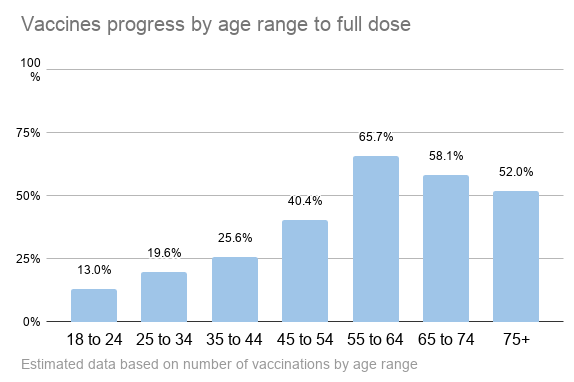 Vaccines progress by age range to full dose
100
%
75%
50%
25%
0%
13.0%
19.6%
25.6%
40.4%
65.7%
58.1%
52.0%
18 to 24
25 to 34
35 to 44
45 to 54
55 to 64
65 to 74
75+
Estimated data based on number of vaccinations by age range